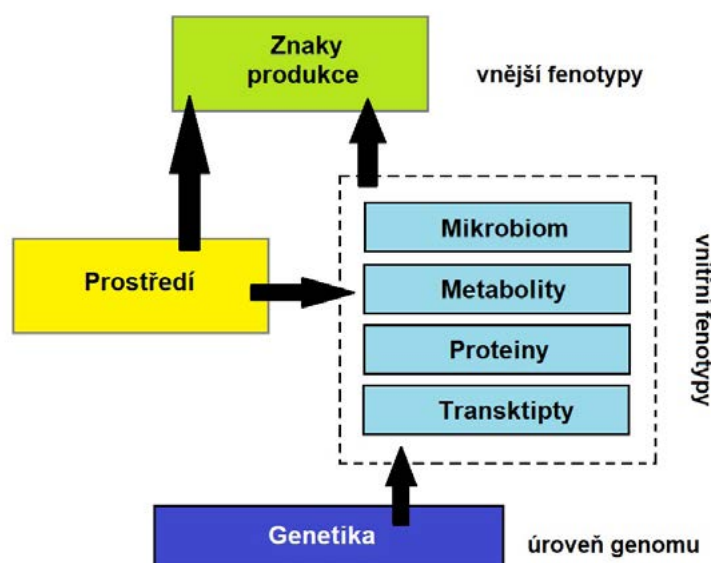 Znaky
produkce
vnější fenotypy
Mikrobiom
Prostředí
Metabolity
Proteiny
Transktipty
vnitřní fenotypy
Genetika
úroveň genomu